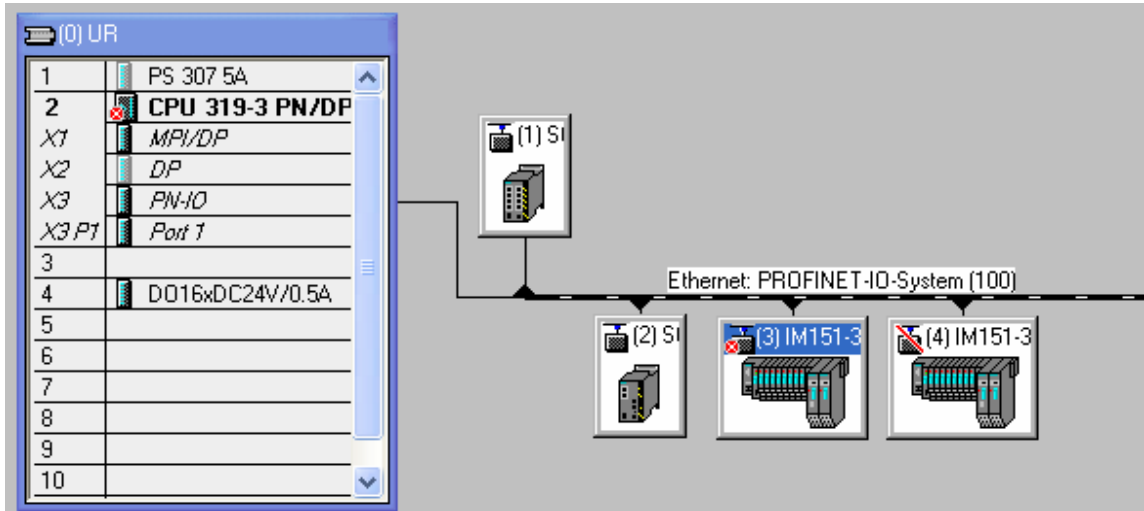 (0) UR
1 PS 307 5A
2 CPU 319-3 PN/DP
X1 MPI/DP
X2 DP
X3 PN-IO
X3 P1 Port 1
3
4 DO16xDC24V/0.5A
5
6
7
8
9
10
(1)
Ethernet: PROFINET-IO-System (100)
(2)
(3) IM151-3
(4) IM151-3